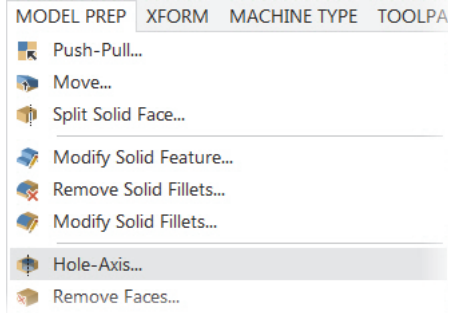 MODEL PREP XFORM MACHINE TYPE TOOLPA
Push-Pull...
Move...
Split Solid Face...
Modify Solid Feature...
Remove Solid Fillets...
Modify Solid Fillets...
Hole-Axis...
Remove Faces...